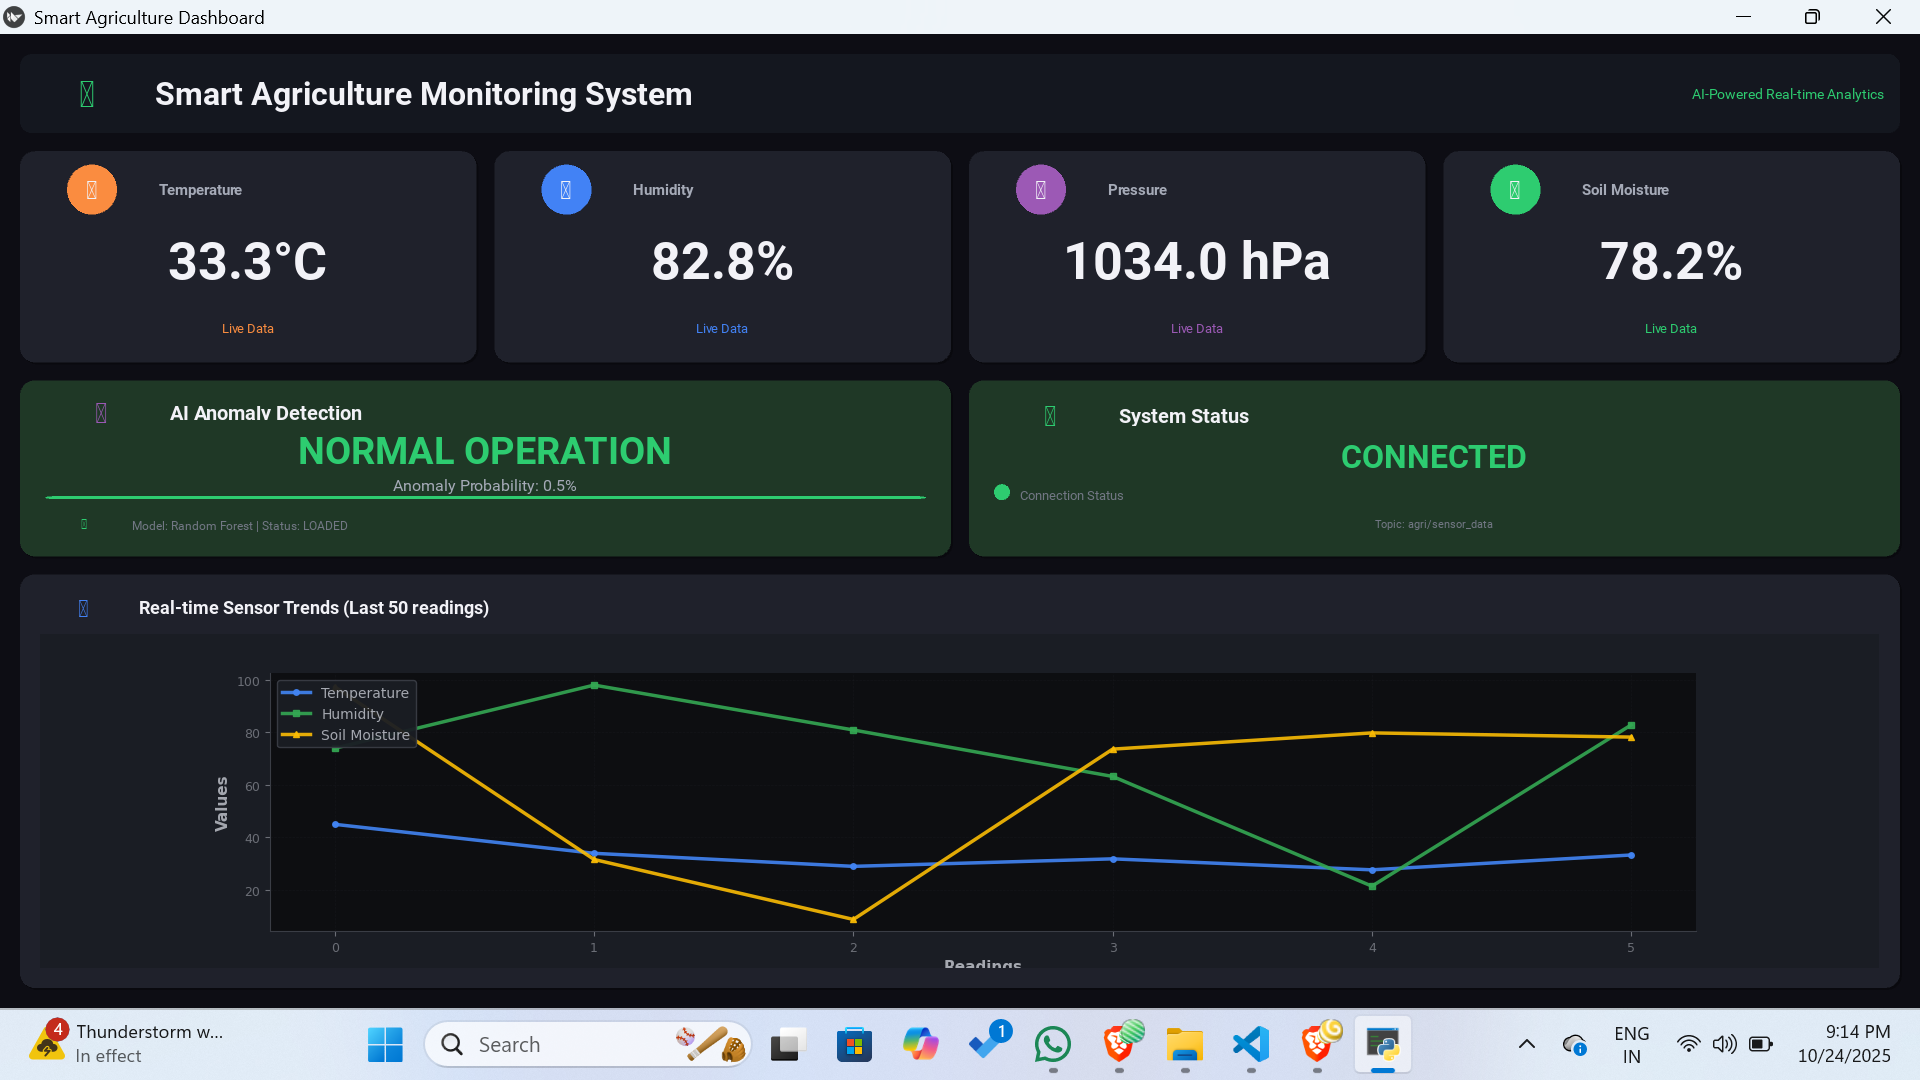 Smart Agriculture Dashboard
Smart Agriculture Monitoring System
AI-Powered Real-time Analytics
Temperature
33.3°C
Live Data
Humidity
82.8%
Live Data
Pressure
1034.0 hPa
Live Data
Soil Moisture
78.2%
Live Data
AI Anomaly Detection
NORMAL OPERATION
Anomaly Probability: 0.5%
Model: Random Forest | Status: LOADED
System Status
CONNECTED
Connection Status
Topic: agri/sensor_data
Real-time Sensor Trends (Last 50 readings)
Temperature
Humidity
Soil Moisture
Values
100
80
60
40
20
0 1 2 3 4 5
Readings
4
Thunderstorm w...
In effect
Search
1
ENG
IN
9:14 PM
10/24/2025